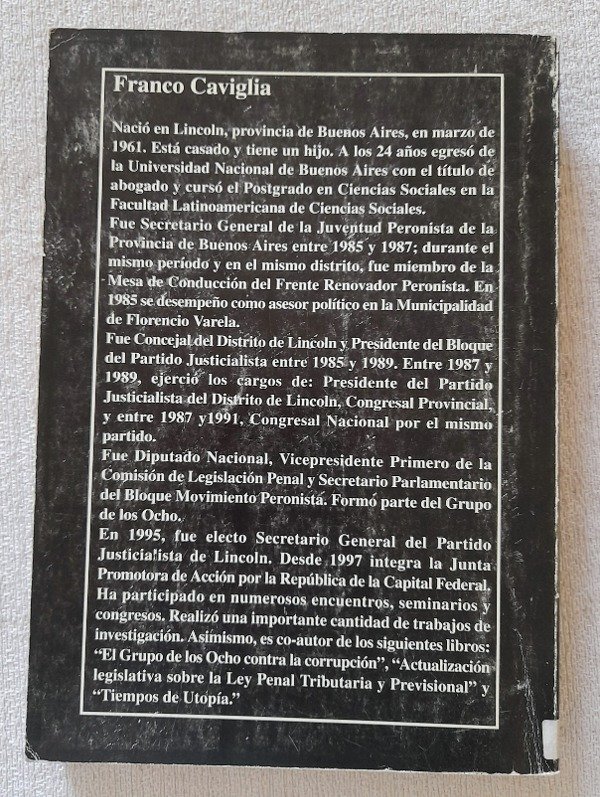 Franco Caviglia
Nació en Lincoln, provincia de Buenos Aires, en marzo de
1961. Está casado y tiene un hijo. A los 24 años egresó de
la Universidad Nacional de Buenos Aires con el título de
abogado y cursó el Postgrado en Ciencias Sociales en la
Facultad Latinoamericana de Ciencias Sociales.
Fue Secretario General de la Juventud Peronista de la
Provincia de Buenos Aires entre 1985 y 1987; durante el
mismo período y en el mismo distrito, fue miembro de la
Mesa de Conducción del Frente Renovador Peronista. En
1985 se desempeño como asesor político en la Municipalidad
de Florencio Varela.
Fue Concejal del Distrito de Lincoln y Presidente del Bloque
del Partido Justicialista entre 1985 y 1989. Entre 1987 y
1989, ejerció los cargos de: Presidente del Partido
Justicialista del Distrito de Lincoln, Congresal Provincial,
y entre 1987 y1991, Congresal Nacional por el mismo
partido.
Fue Diputado Nacional, Vicepresidente Primero de la
Comisión de Legislación Penal y Secretario Parlamentario
del Bloque Movimiento Peronista. Formó parte del Grupo
de los Ocho.
En 1995, fue electo Secretario General del Partido
Justicialista de Lincoln. Desde 1997 integra la Junta
Promotora de Acción por la República de la Capital Federal.
Ha participado en numerosos encuentros, seminarios y
congresos. Realizó una importante cantidad de trabajos de
investigación. Asimismo, es co-autor de los siguientes libros:
“El Grupo de los Ocho contra la corrupción”, “Actualización
legislativa sobre la Ley Penal Tributaria y Previsional” y
“Tiempos de Utopía.”